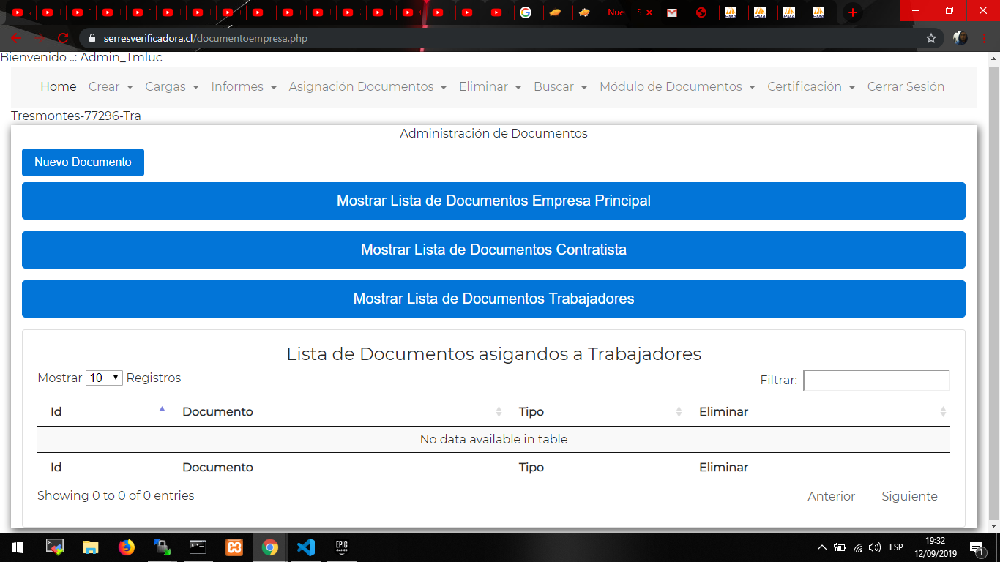 Nue
S
serresverificadora.cl/documentoempresa.php
Bienvenido ..: Admin_Tmluc
Home Crear Cargas Informes Asignación Documentos Eliminar Buscar Módulo de Documentos Certificación Cerrar Sesión
Tresmontes-77296-Tra
Administración de Documentos
Nuevo Documento
Mostrar Lista de Documentos Empresa Principal
Mostrar Lista de Documentos Contratista
Mostrar Lista de Documentos Trabajadores
Lista de Documentos asigandos a Trabajadores
Mostrar 10 Registros Filtrar:
Id Documento Tipo Eliminar
No data available in table
Id Documento Tipo Eliminar
Showing 0 to 0 of 0 entries Anterior Siguiente
EPIC
GAMES
ESP
19:32
12/09/2019
1